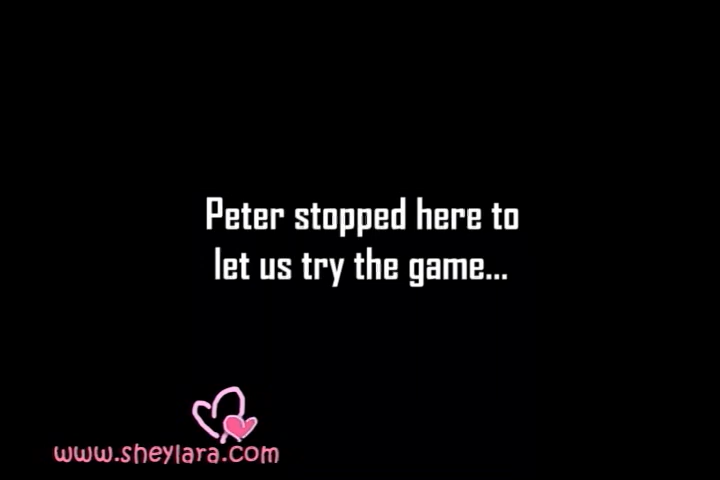 Peter stopped here to
let us try the game...
www.sheylara.com